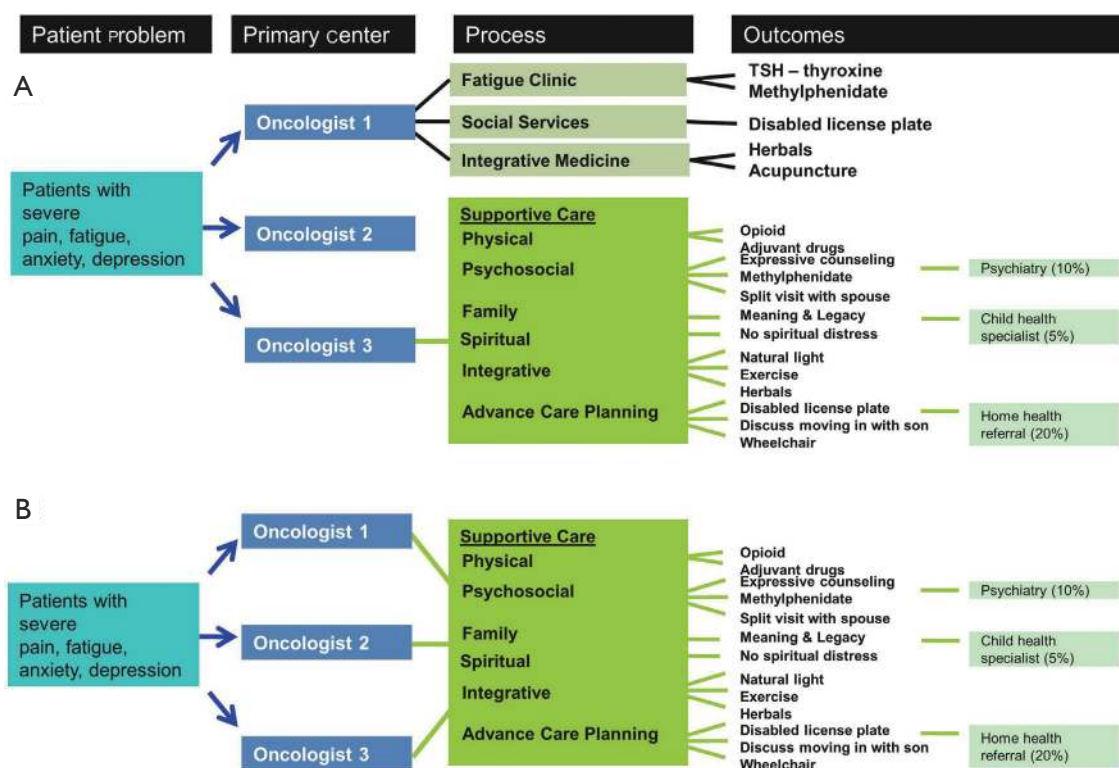 Patient Problem
Primary Center
Process
Outcomes
A
Patients with
severe
pain, fatigue,
anxiety, depression
Oncologist 1
Oncologist 2
Oncologist 3
Fatigue Clinic
Social Services
Integrative Medicine
TSH – thyroxine
Methylphenidate
Disabled license plate
Herbals
Acupuncture
Supportive Care
Physical
Psychosocial
Family
Spiritual
Integrative
Advance Care Planning
Opioid
Adjuvant drugs
Expressive counseling
Methylphenidate
Split visit with spouse
Meaning & Legacy
No spiritual distress
Natural light
Exercise
Herbals
Disabled license plate
Discuss moving in with son
Wheelchair
Psychiatry (10%)
Child health
specialist (5%)
Home health
referral (20%)
B
Patients with
severe
pain, fatigue,
anxiety, depression
Oncologist 1
Oncologist 2
Oncologist 3
Supportive Care
Physical
Psychosocial
Family
Spiritual
Integrative
Advance Care Planning
Opioid
Adjuvant drugs
Expressive counseling
Methylphenidate
Split visit with spouse
Meaning & Legacy
No spiritual distress
Natural light
Exercise
Herbals
Disabled license plate
Discuss moving in with son
Wheelchair
Psychiatry (10%)
Child health
specialist (5%)
Home health
referral (20%)